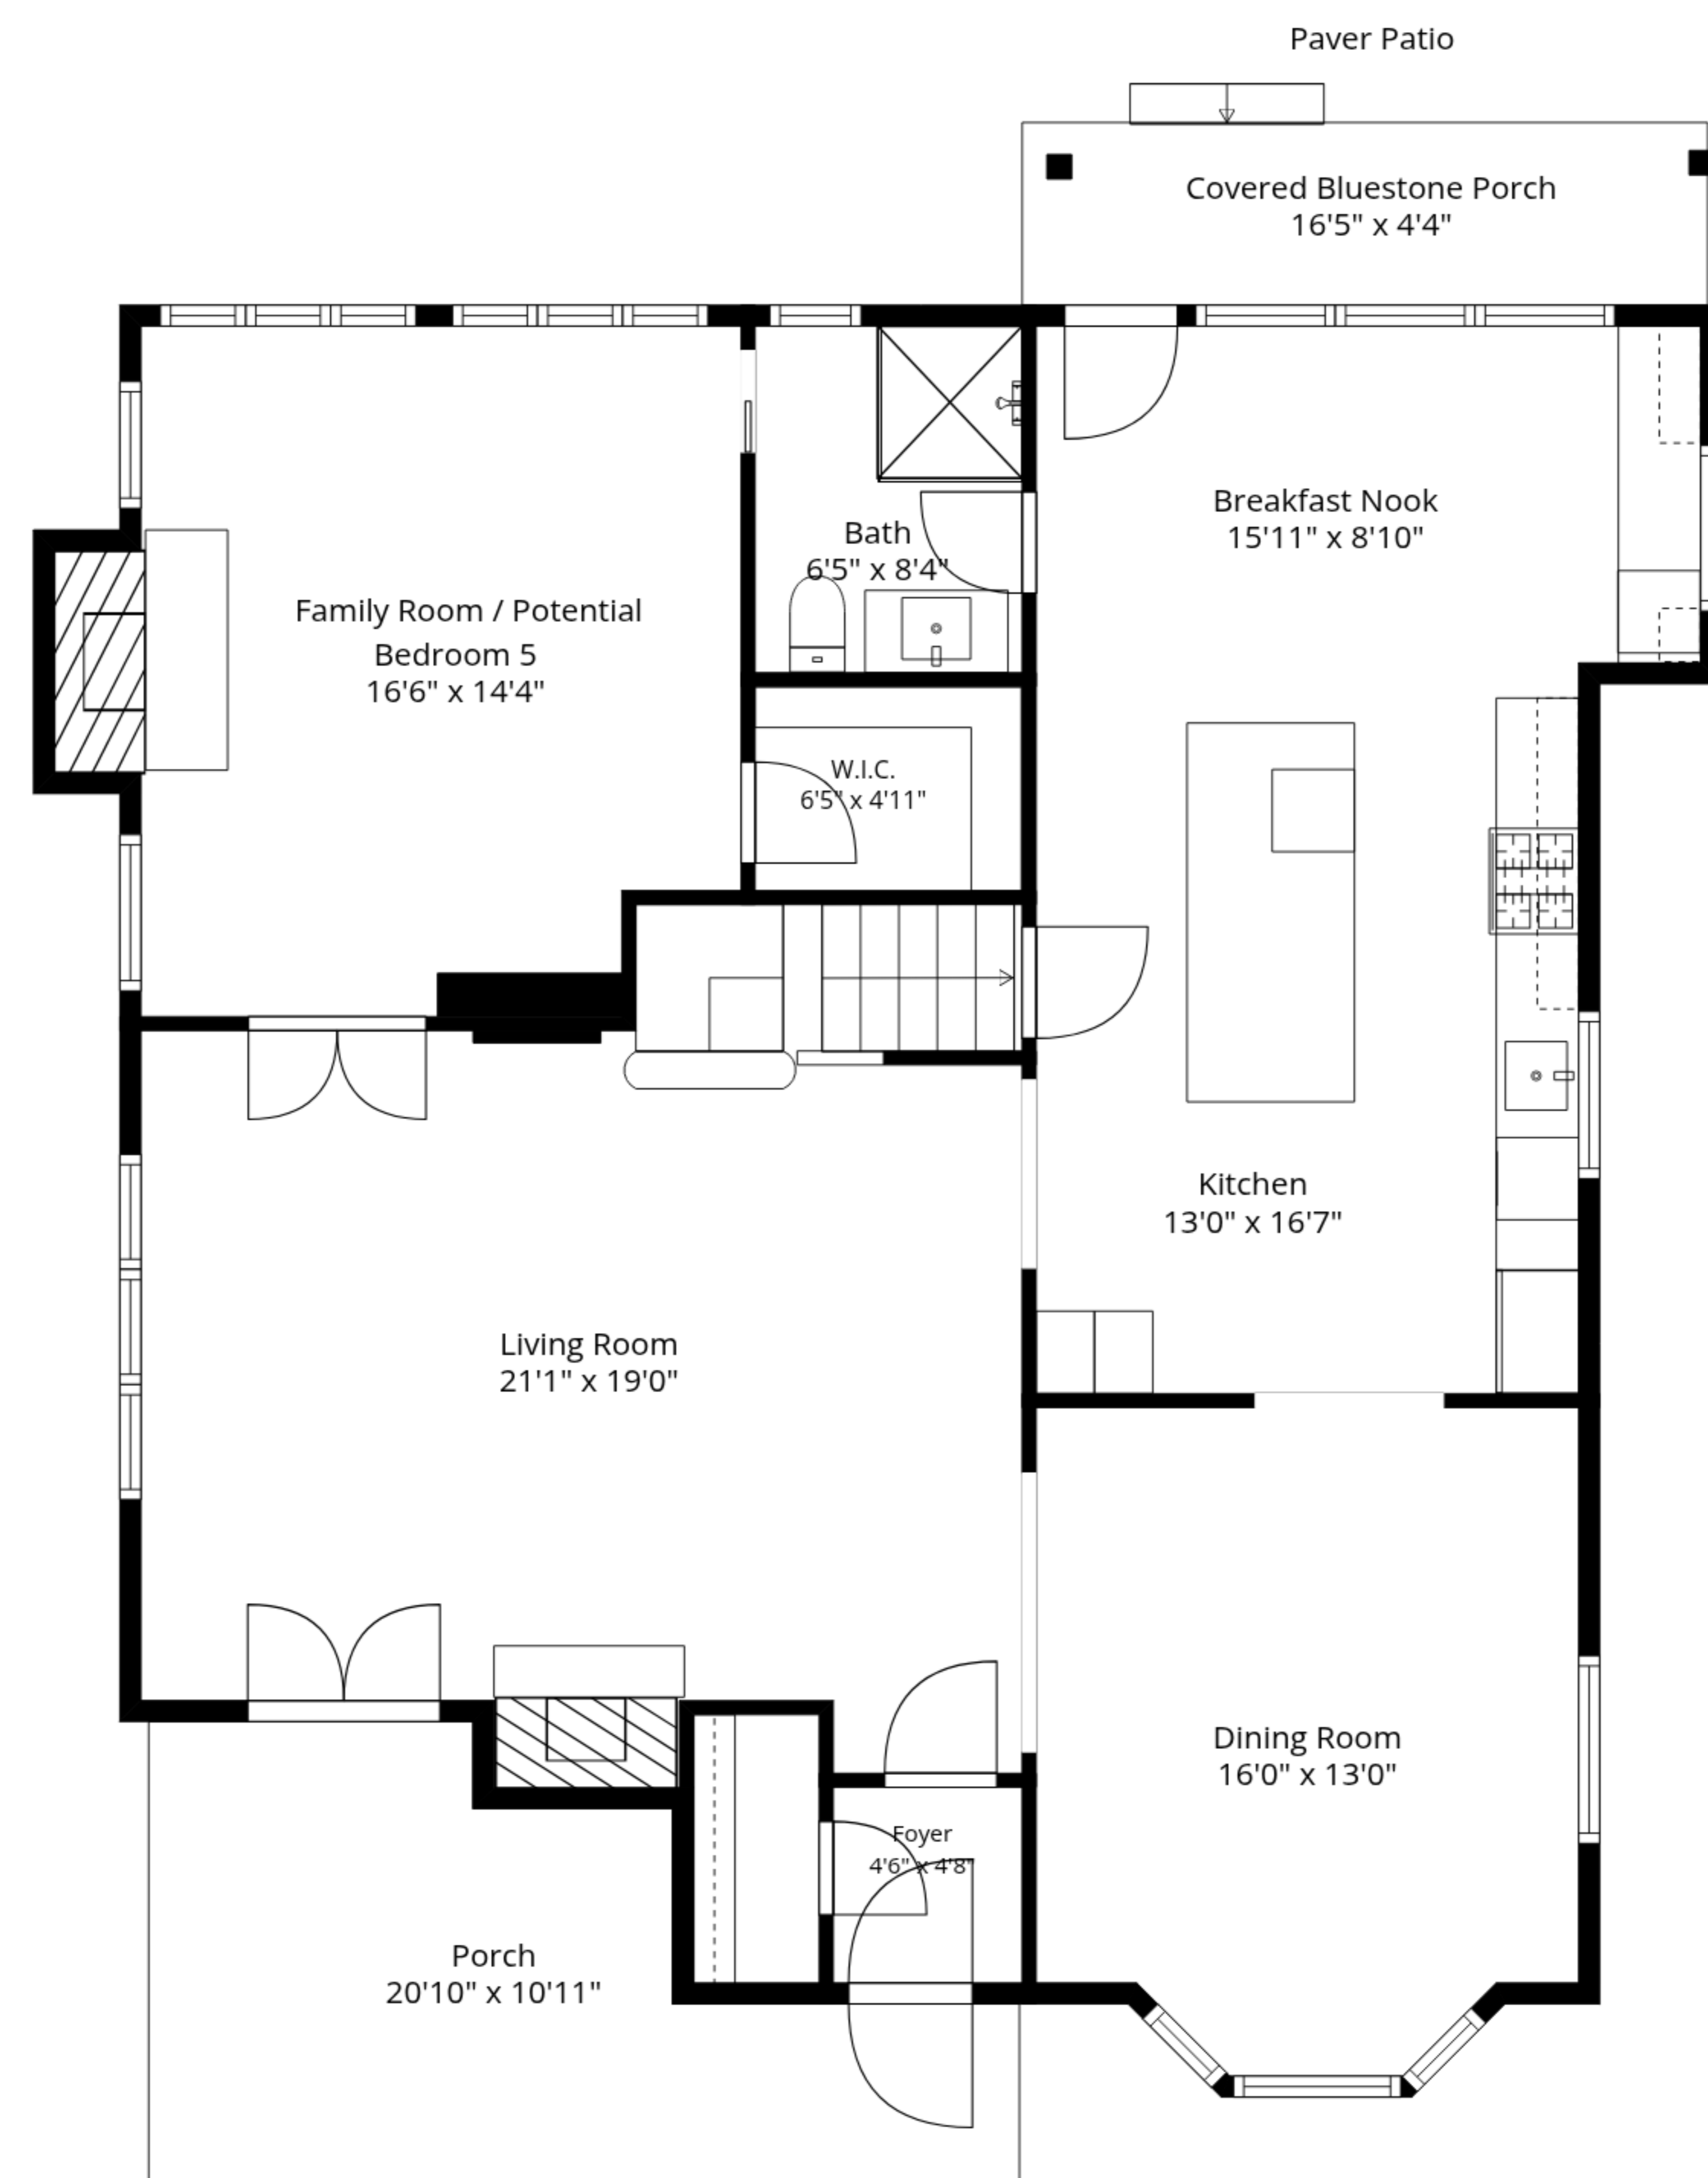 Paver Patio
Covered Bluestone Porch
16'5" x 4'4"
Breakfast Nook
15'11" x 8'10"
Bath
6'5" x 8'4"
Family Room / Potential
Bedroom 5
16'6" x 14'4"
W.I.C.
6'5" x 4'11"
Kitchen
13'0" x 16'7"
Living Room
21'1" x 19'0"
Dining Room
16'0" x 13'0"
Foyer
4'6" x 4'8"
Porch
20'10" x 10'11"